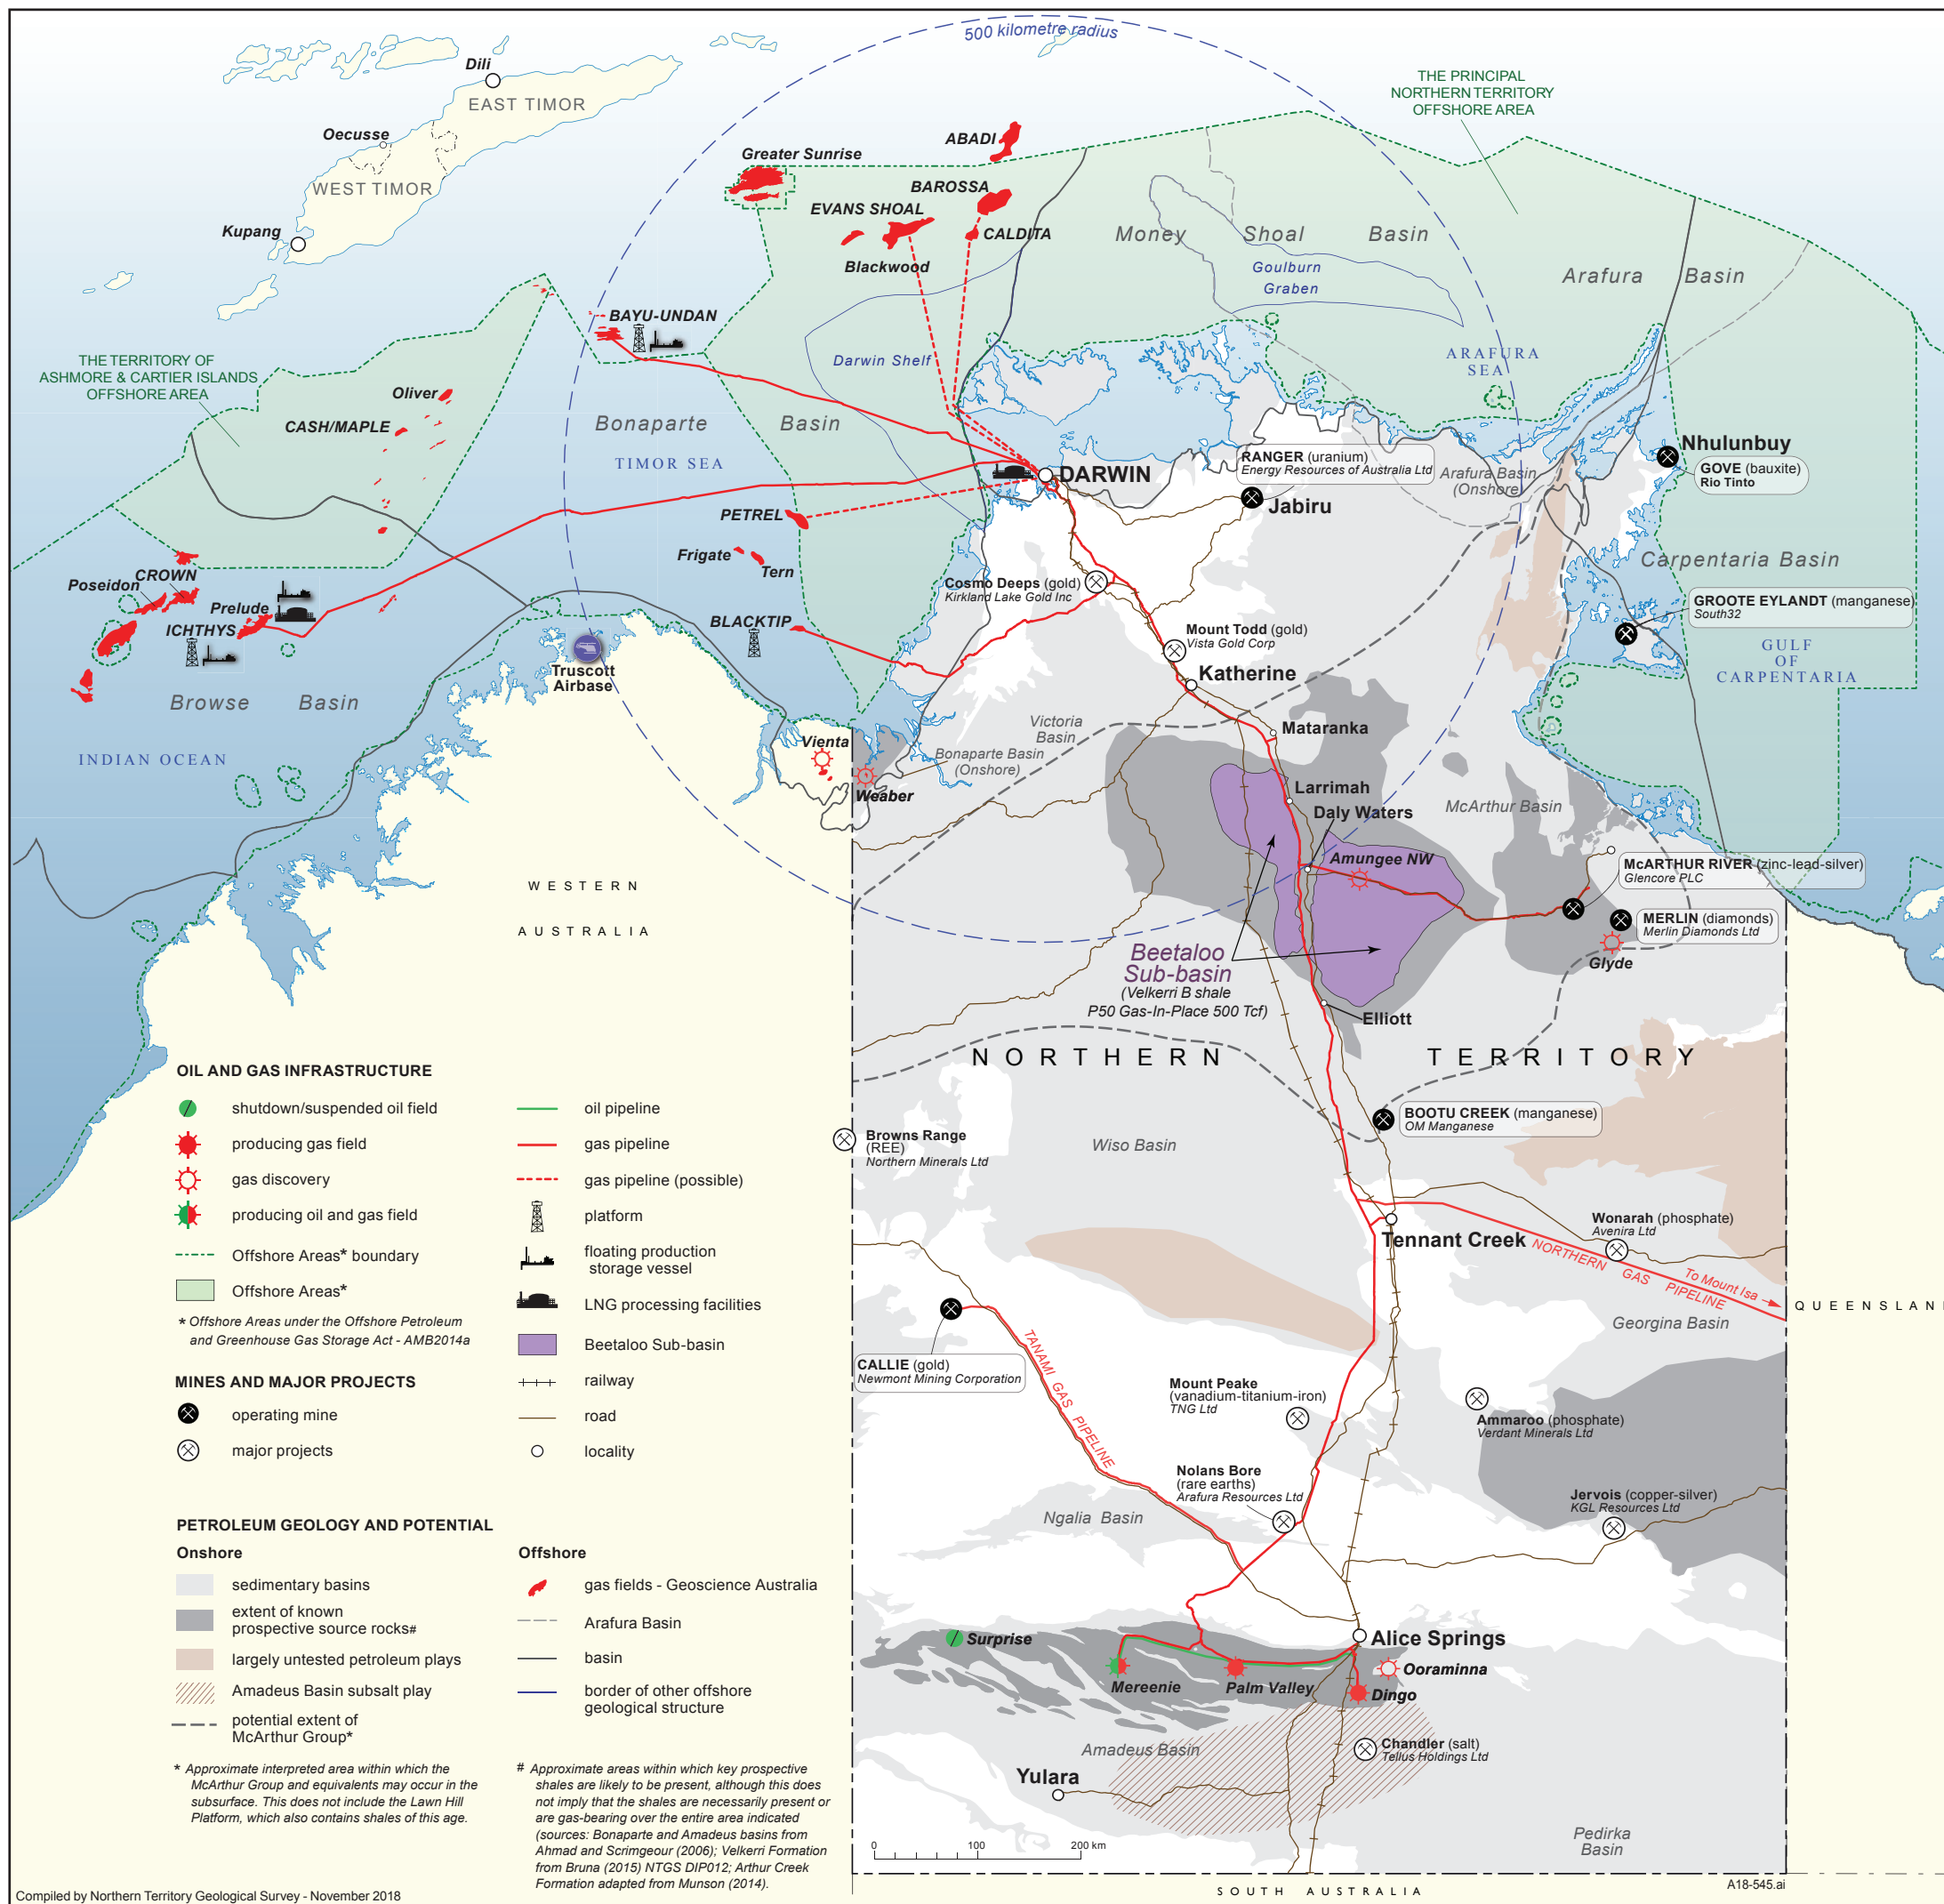 500 kilometre radius
Dili
EAST TIMOR
Oecusse
WEST TIMOR
Kupang
THE PRINCIPAL
NORTHERN TERRITORY
OFFSHORE AREA
ABADI
Greater Sunrise
BAROSSA
EVANS SHOAL
CALDITA
Blackwood
Money Shoal Basin
Goulburn
Graben
Arafura Basin
BAYU-UNDAN
Darwin Shelf
ARAFURA
SEA
THE TERRITORY OF
ASHMORE & CARTIER ISLANDS
OFFSHORE AREA
Oliver
CASH/MAPLE
Bonaparte Basin
TIMOR SEA
DARWIN
RANGER (uranium)
Energy Resources of Australia Ltd
Jabiru
Arafura Basin
(Onshore)
Nhulunbuy
GOVE (bauxite)
Rio Tinto
PETREL
Frigate
Tern
Carpentaria Basin
Poseidon
CROWN
Prelude
ICHTHYS
Cosmo Deeps (gold)
Kirkland Lake Gold Inc
GROOTE EYLANDT (manganese)
South32
BLACKTIP
Mount Todd (gold)
Vista Gold Corp
Katherine
GULF
OF
CARPENTARIA
Truscott
Airbase
Browse Basin
INDIAN OCEAN
Victoria
Basin
Mataranka
Vienta
Bonaparte Basin
(Onshore)
Weaber
Larrimah
Daly Waters
McArthur Basin
Amungee NW
McARTHUR RIVER (zinc-lead-silver)
Glencore PLC
MERLIN (diamonds)
Merlin Diamonds Ltd
Glyde
WESTERN
AUSTRALIA
Beetaloo
Sub-basin
(Velkerri B shale
P50 Gas-In-Place 500 Tcf)
Elliott
NORTHERN TERRITORY
BOOTU CREEK (manganese)
OM Manganese
Browns Range
(REE)
Northern Minerals Ltd
Wiso Basin
Wonarah (phosphate)
Avenira Ltd
Tennant Creek
NORTHERN GAS PIPELINE
To Mount Isa
QUEENSLAND
Georgina Basin
CALLIE (gold)
Newmont Mining Corporation
TANAMI GAS PIPELINE
Mount Peake
(vanadium-titanium-iron)
TNG Ltd
Ammaroo (phosphate)
Verdant Minerals Ltd
Nolans Bore
(rare earths)
Arafura Resources Ltd
Jervois (copper-silver)
KGL Resources Ltd
Ngalia Basin
Surprise
Alice Springs
Ooraminna
Mereenie
Palm Valley
Dingo
Amadeus Basin
Chandler (salt)
Tellus Holdings Ltd
Yulara
Pedirka
Basin
0 100 200 km
SOUTH AUSTRALIA
A18-545.ai
OIL AND GAS INFRASTRUCTURE
shutdown/suspended oil field
producing gas field
gas discovery
producing oil and gas field
Offshore Areas* boundary
Offshore Areas*
* Offshore Areas under the Offshore Petroleum
and Greenhouse Gas Storage Act - AMB2014a
MINES AND MAJOR PROJECTS
operating mine
major projects
oil pipeline
gas pipeline
gas pipeline (possible)
platform
floating production
storage vessel
LNG processing facilities
Beetaloo Sub-basin
railway
road
locality
PETROLEUM GEOLOGY AND POTENTIAL
Onshore
sedimentary basins
extent of known
prospective source rocks#
largely untested petroleum plays
Amadeus Basin subsalt play
potential extent of
McArthur Group*
* Approximate interpreted area within which the
McArthur Group and equivalents may occur in the
subsurface. This does not include the Lawn Hill
Platform, which also contains shales of this age.
Offshore
gas fields - Geoscience Australia
Arafura Basin
basin
border of other offshore
geological structure
# Approximate areas within which key prospective
shales are likely to be present, although this does
not imply that the shales are necessarily present or
are gas-bearing over the entire area indicated
(sources: Bonaparte and Amadeus basins from
Ahmad and Scrimgeour (2006); Velkerri Formation
from Bruna (2015) NTGS DIP012; Arthur Creek
Formation adapted from Munson (2014).
Compiled by Northern Territory Geological Survey - November 2018